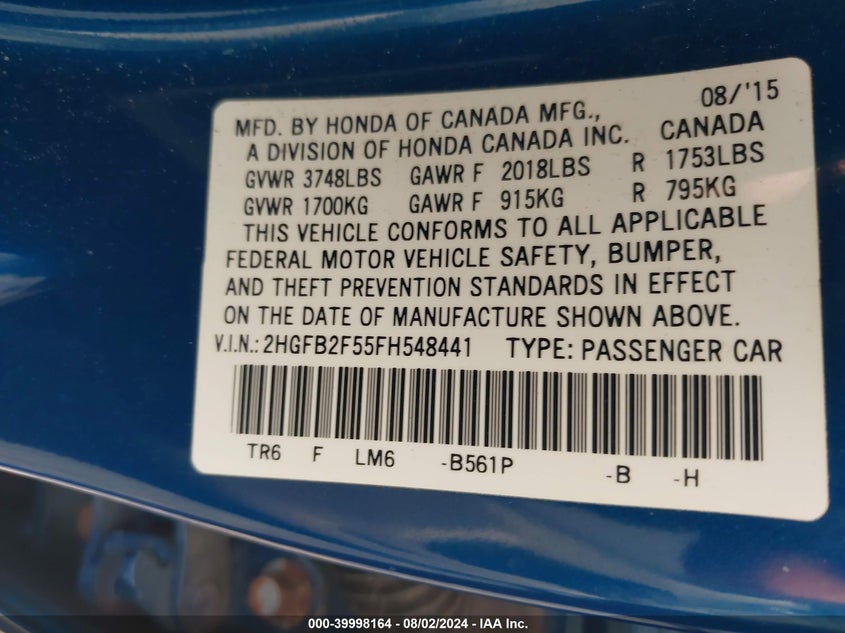 08/'15
MFD. BY HONDA OF CANADA MFG.,
A DIVISION OF HONDA CANADA INC. CANADA
GVWR 3748LBS GAWR F 2018LBS R 1753LBS
GVWR 1700KG GAWR F 915KG R 795KG
THIS VEHICLE CONFORMS TO ALL APPLICABLE
FEDERAL MOTOR VEHICLE SAFETY, BUMPER,
AND THEFT PREVENTION STANDARDS IN EFFECT
ON THE DATE OF MANUFACTURE SHOWN ABOVE.
V.I.N.: 2HGFB2F55FH548441 TYPE: PASSENGER CAR
TR6 F LM6 -B561P -B -H
000-39998164 - 08/02/2024 - IAA Inc.